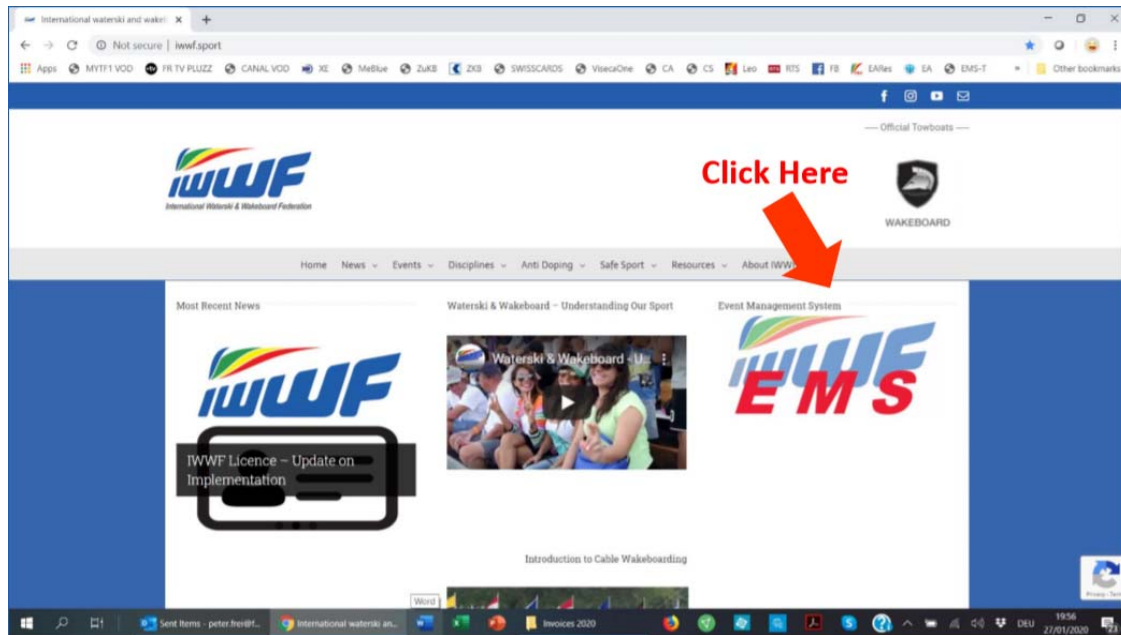 International waterski and wake
Not secure | iwwf.sport
Apps MYTF1 VOD FR TV PLUZZ CANAL VOD XE MeBlue ZuKB ZKB SWISSCARDS VisecaOne CA CS Leo RTS FB EARes EA EMS-T » Other bookmarks
---- Official Towboats ----
Click Here
IWWF
International Waterski & Wakeboard Federation
WAKEBOARD
Home News Events Disciplines Anti Doping Safe Sport Resources About IWW
Most Recent News
Waterski & Wakeboard – Understanding Our Sport
Event Management System
Waterski & Wakeboard - U...
IWWF
IWWF
EMS
IWWF Licence – Update on
Implementation
Introduction to Cable Wakeboarding
Word
Sent Items - peter.frei@f...
International waterski an...
Invoices 2020
DEU
19:56
27/01/2020